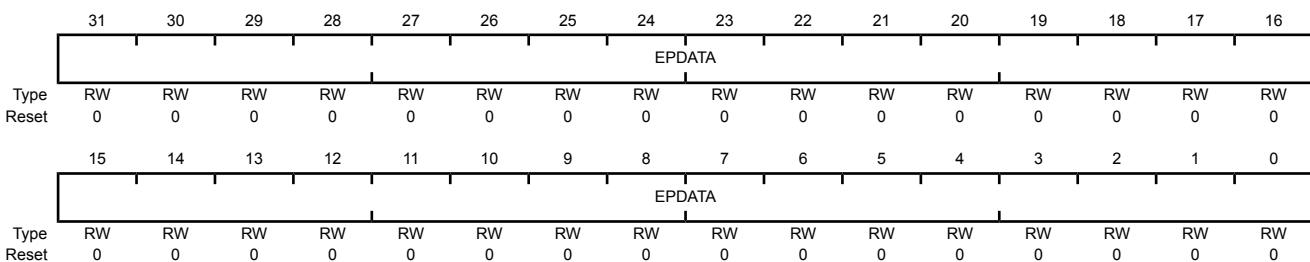 31 30 29 28 27 26 25 24 23 22 21 20 19 18 17 16
EPDATA
Type RW RW RW RW RW RW RW RW RW RW RW RW RW RW RW RW
Reset 0 0 0 0 0 0 0 0 0 0 0 0 0 0 0 0
15 14 13 12 11 10 9 8 7 6 5 4 3 2 1 0
EPDATA
Type RW RW RW RW RW RW RW RW RW RW RW RW RW RW RW RW
Reset 0 0 0 0 0 0 0 0 0 0 0 0 0 0 0 0